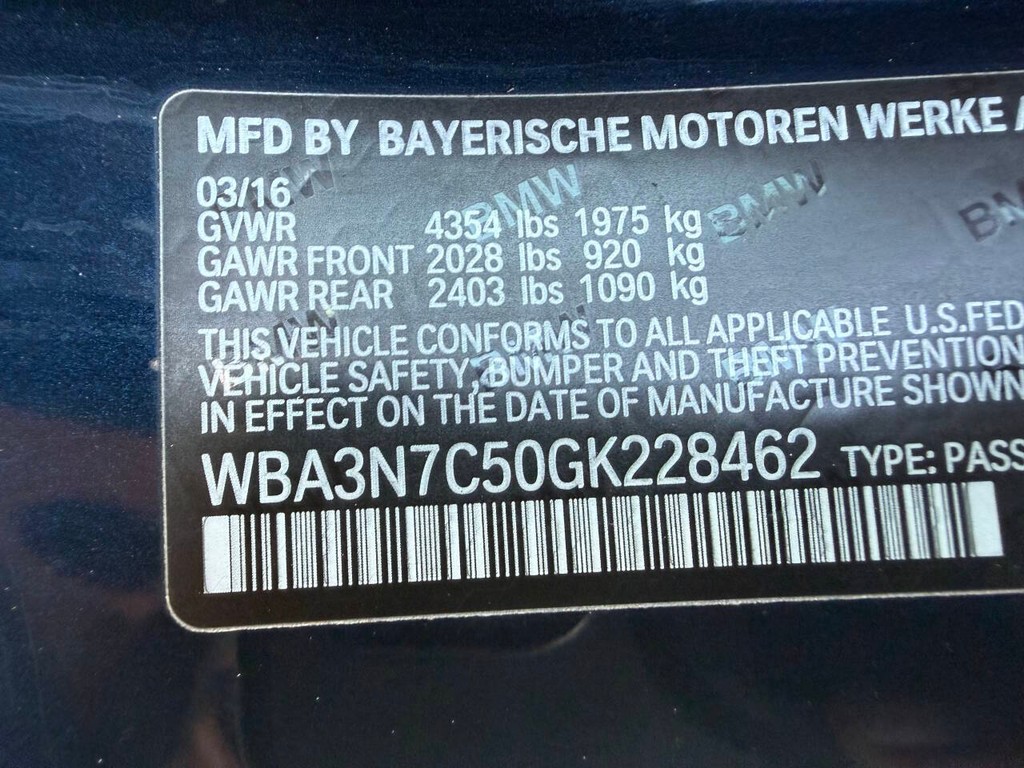 MFD BY BAYERISCHE MOTOREN WERKE A
03/16
GVWR 4354 lbs 1975 kg
GAWR FRONT 2028 lbs 920 kg
GAWR REAR 2403 lbs 1090 kg
THIS VEHICLE CONFORMS TO ALL APPLICABLE U.S.FED
VEHICLE SAFETY, BUMPER AND THEFT PREVENTION
IN EFFECT ON THE DATE OF MANUFACTURE SHOWN
WBA3N7C50GK228462 TYPE: PASS